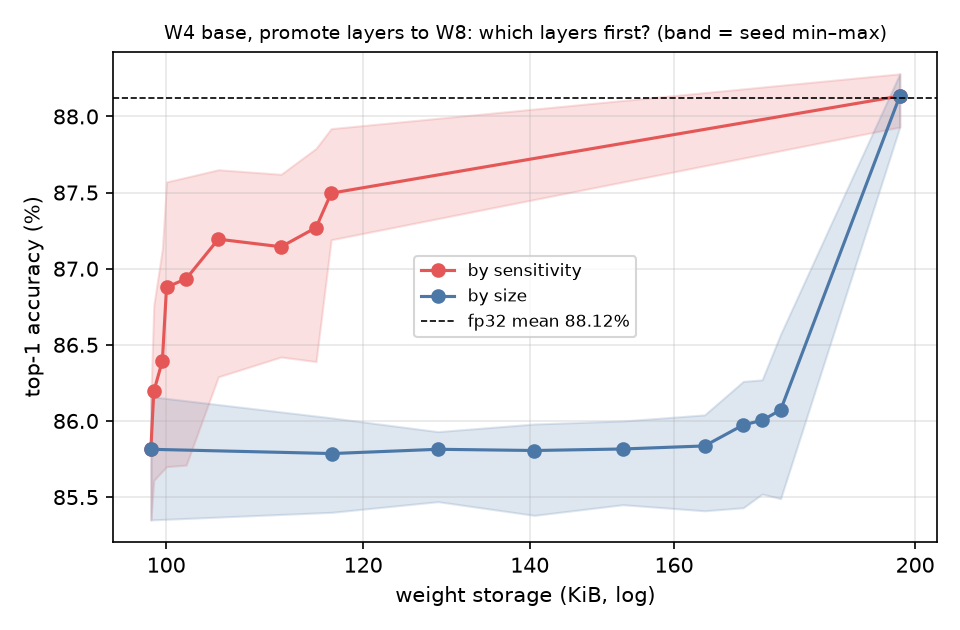 W4 base, promote layers to W8: which layers first? (band = seed min–max)
top-1 accuracy (%)
88.0
87.5
87.0
86.5
86.0
85.5
by sensitivity
by size
fp32 mean 88.12%
100
120
140
160
200
weight storage (KiB, log)